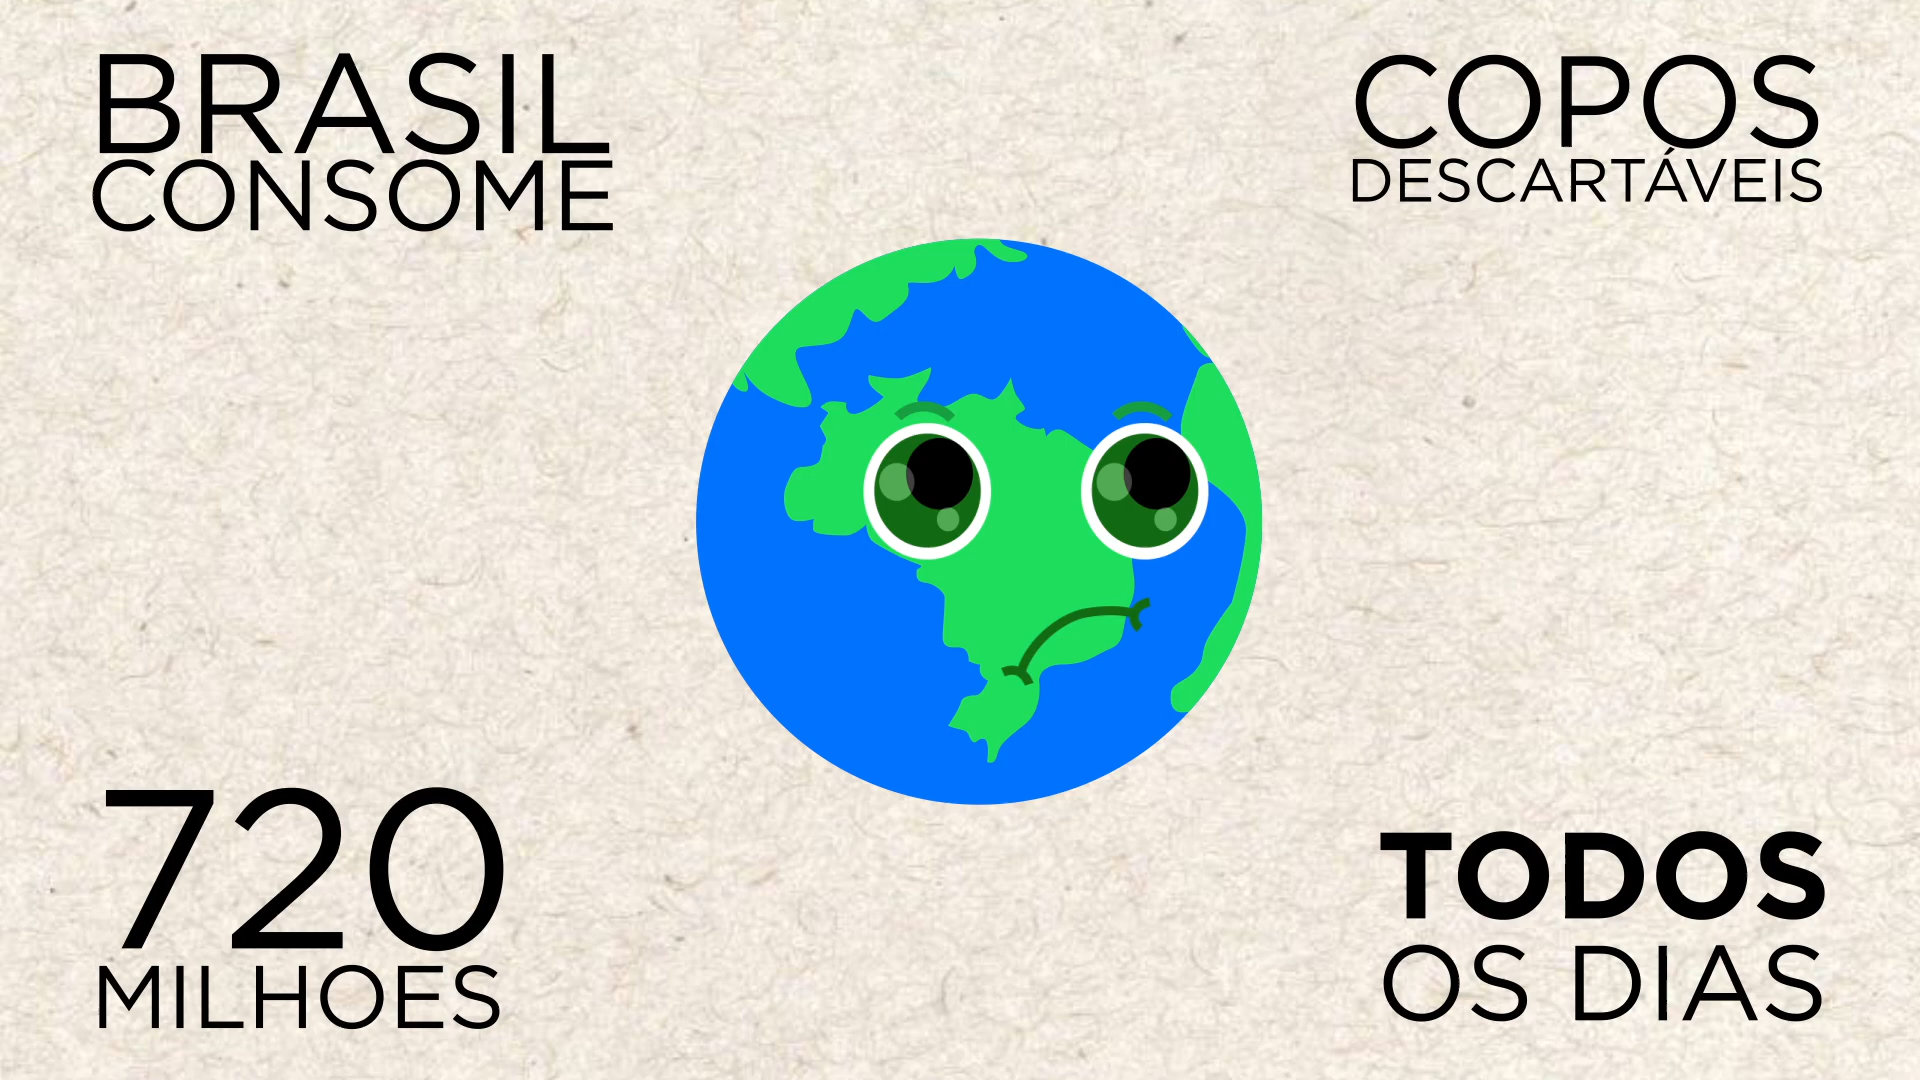 BRASIL
CONSOME
720
MILHOES
COPOS
DESCARTÁVEIS
TODOS
OS DIAS